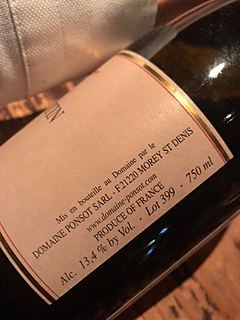 Mis en bouteille au Domaine par le
DOMAINE PONSOT SARL - F21220 MOREY ST DENIS
www.domaine-ponsot.com
PRODUCE OF FRANCE
Alc. 13.4 % by Vol. - Lot 399 - 750 ml